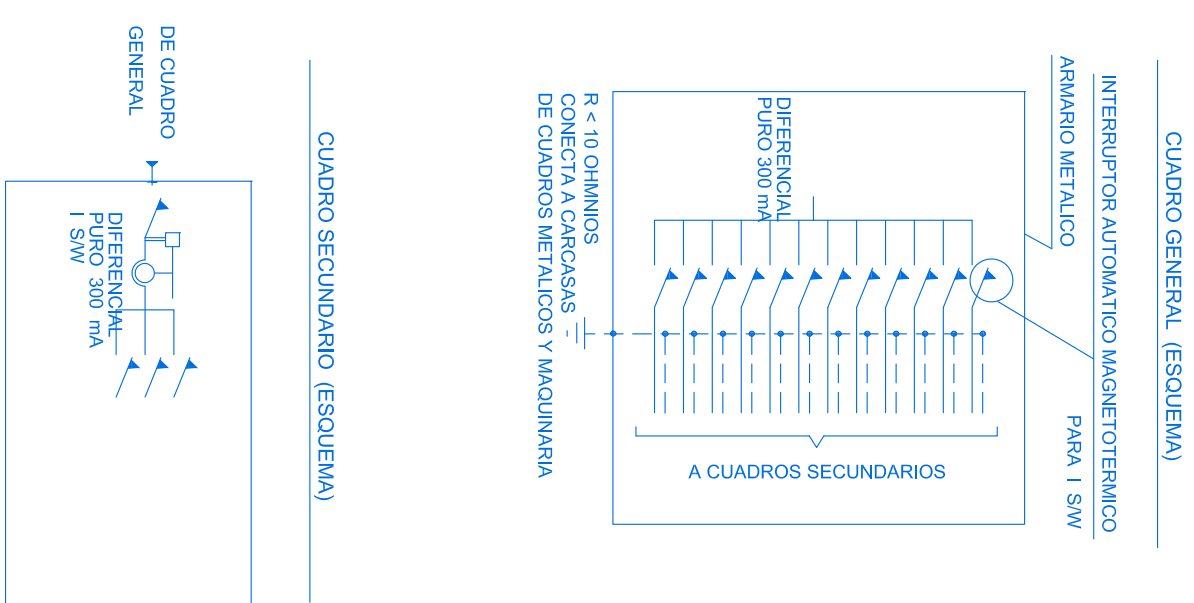 CUADRO GENERAL (ESQUEMA)
INTERRUPTOR AUTOMATICO MAGNETOTERMICO
PARA I S/W
ARMARIO METALICO
DIFERENCIAL
PURO 300 mA
A CUADROS SECUNDARIOS
R < 10 OHMNIOS
CONECTA A CARCASAS -
DE CUADROS METALICOS Y MAQUINARIA
CUADRO SECUNDARIO (ESQUEMA)
DE CUADRO
GENERAL
DIFERENCIAL
PURO 300 mA
I S/W